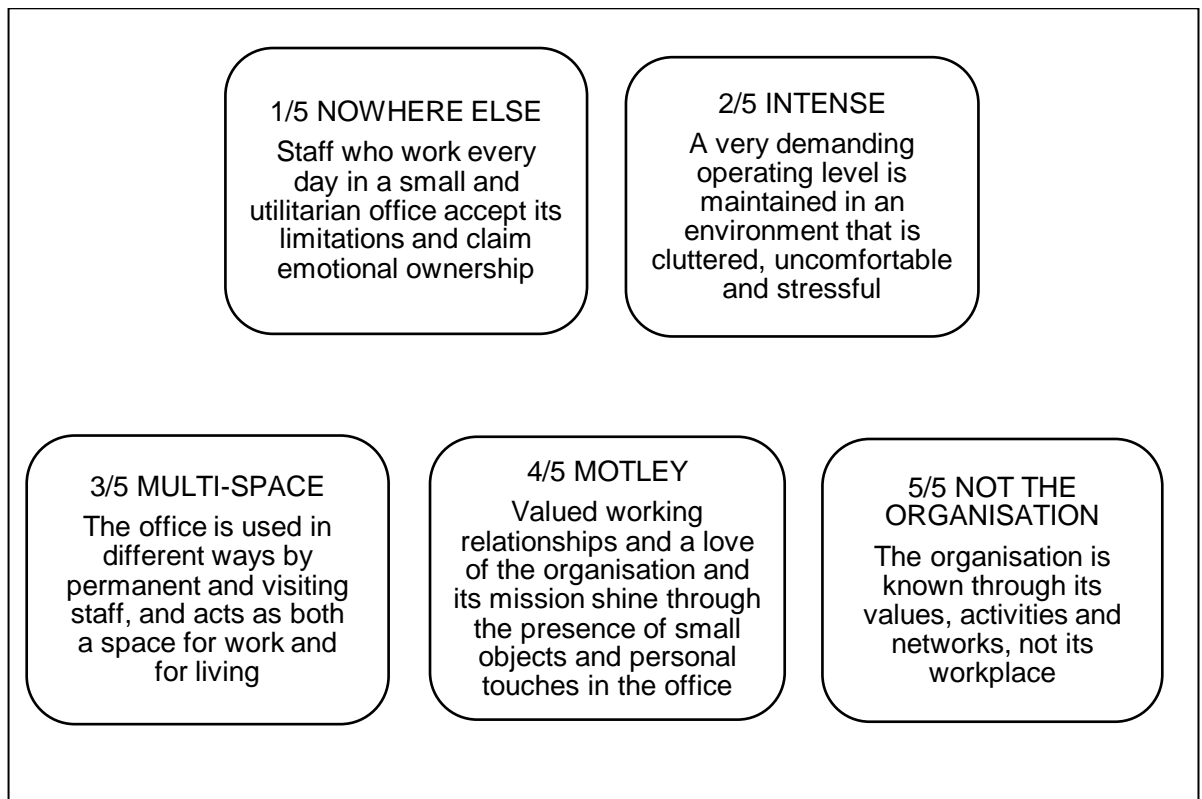 1/5 NOWHERE ELSE
Staff who work every
day in a small and
utilitarian office accept its
limitations and claim
emotional ownership
2/5 INTENSE
A very demanding
operating level is
maintained in an
environment that is
cluttered, uncomfortable
and stressful
3/5 MULTI-SPACE
The office is used in
different ways by
permanent and visiting
staff, and acts as both
a space for work and
for living
4/5 MOTLEY
Valued working
relationships and a love
of the organisation and
its mission shine through
the presence of small
objects and personal
touches in the office
5/5 NOT THE
ORGANISATION
The organisation is
known through its
values, activities and
networks, not its
workplace